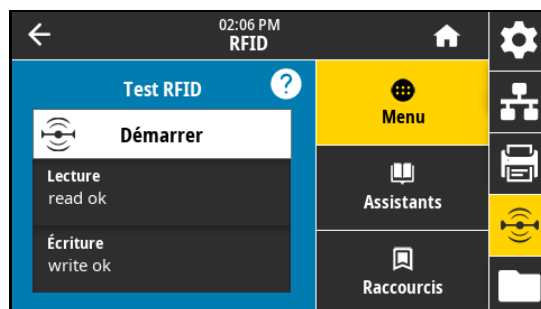 02:06 PM
RFID
Test RFID
?
Démarrer
Lecture
read ok
Écriture
write ok
Menu
Assistants
Raccourcis